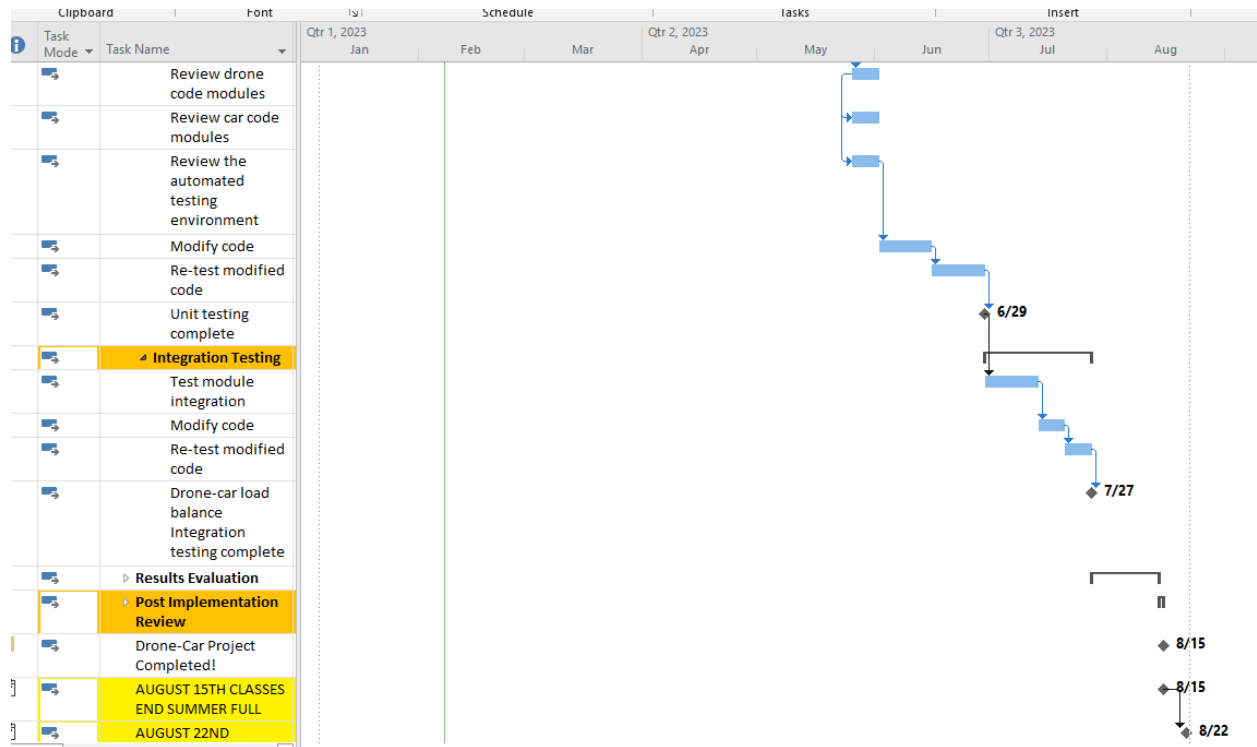 Clipboard Font Schedule Tasks Insert
Task
Mode Task Name
Qtr 1, 2023 Qtr 2, 2023 Qtr 3, 2023
Jan Feb Mar Apr May Jun Jul Aug
Review drone
code modules
Review car code
modules
Review the
automated
testing
environment
Modify code
Re-test modified
code
Unit testing
complete
6/29
Integration Testing
Test module
integration
Modify code
Re-test modified
code
Drone-car load
balance
Integration
testing complete
7/27
Results Evaluation
Post Implementation
Review
Drone-Car Project
Completed!
8/15
AUGUST 15TH CLASSES
END SUMMER FULL
8/15
AUGUST 22ND
8/22